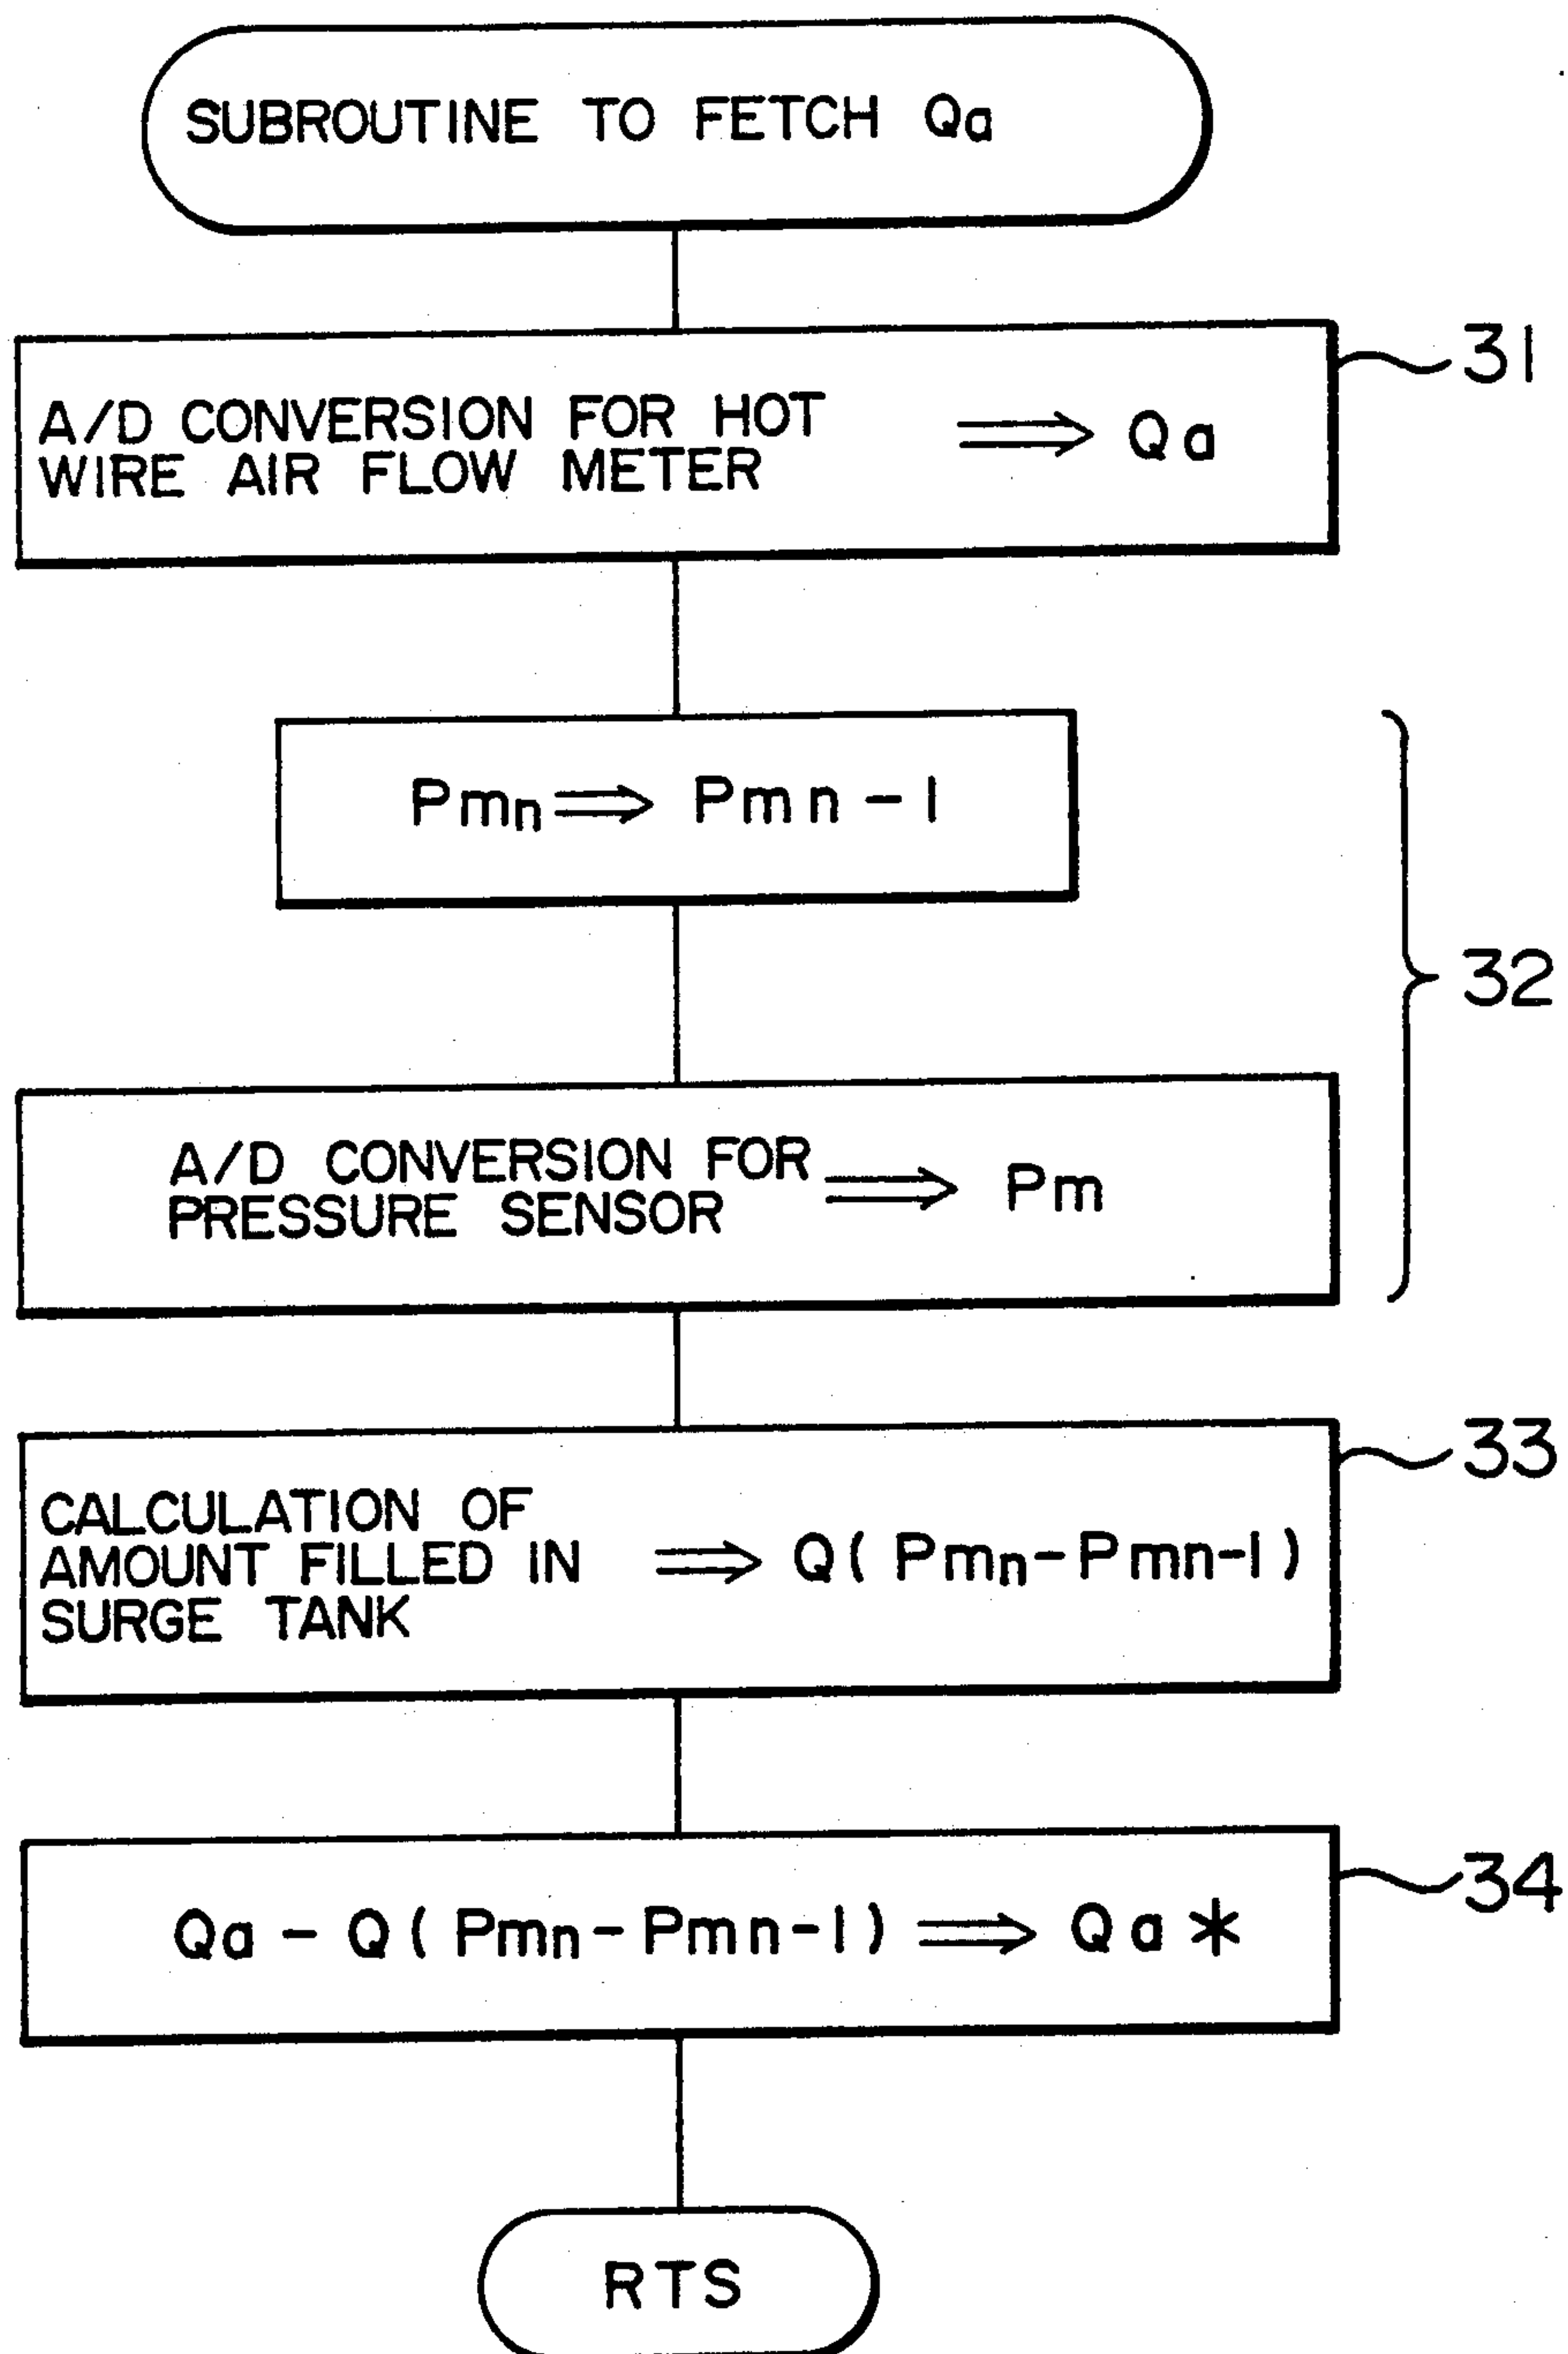 SUBROUTINE TO FETCH Qa
31
A/D CONVERSION FOR HOT
WIRE AIR FLOW METER ⟹ Qa
Pmn ⟹ Pmn-1
32
A/D CONVERSION FOR
PRESSURE SENSOR ⟹ Pm
33
CALCULATION OF
AMOUNT FILLED IN ⟹ Q(Pmn-Pmn-1)
SURGE TANK
34
Qa - Q(Pmn-Pmn-1) ⟹ Qa*
RTS